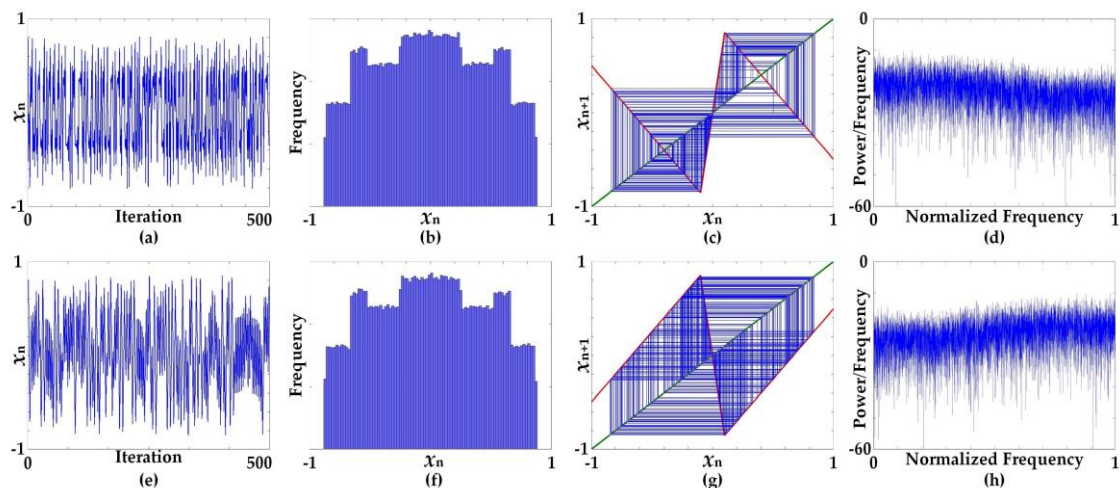 1
xn
-1
0
Iteration
500
(a)
Frequency
-1
xn
1
(b)
1
xn+1
-1
-1
xn
1
(c)
0
Power/Frequency
-60
0
Normalized Frequency
1
(d)
1
xn
-1
0
Iteration
500
(e)
Frequency
-1
xn
1
(f)
1
xn+1
-1
-1
xn
1
(g)
0
Power/Frequency
-60
0
Normalized Frequency
1
(h)